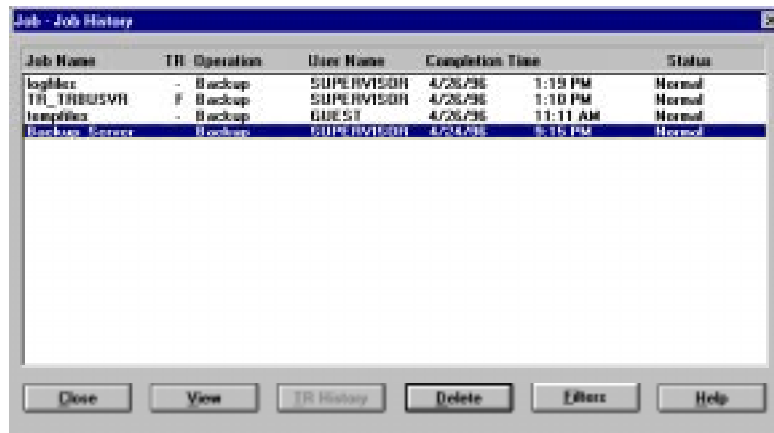 Job - Job History
Job Name TR Operation User Name Completion Time Status
logfiles - Backup SUPERVISOR 4/26/96 1:19 PM Normal
TR_TRBUSVR F Backup SUPERVISOR 4/26/96 1:10 PM Normal
tempfiles - Backup GUEST 4/26/96 11:11 AM Normal
Backup Server Backup SUPERVISOR 4/24/96 9:15 PM Normal
Close View TR History Delete Filters Help